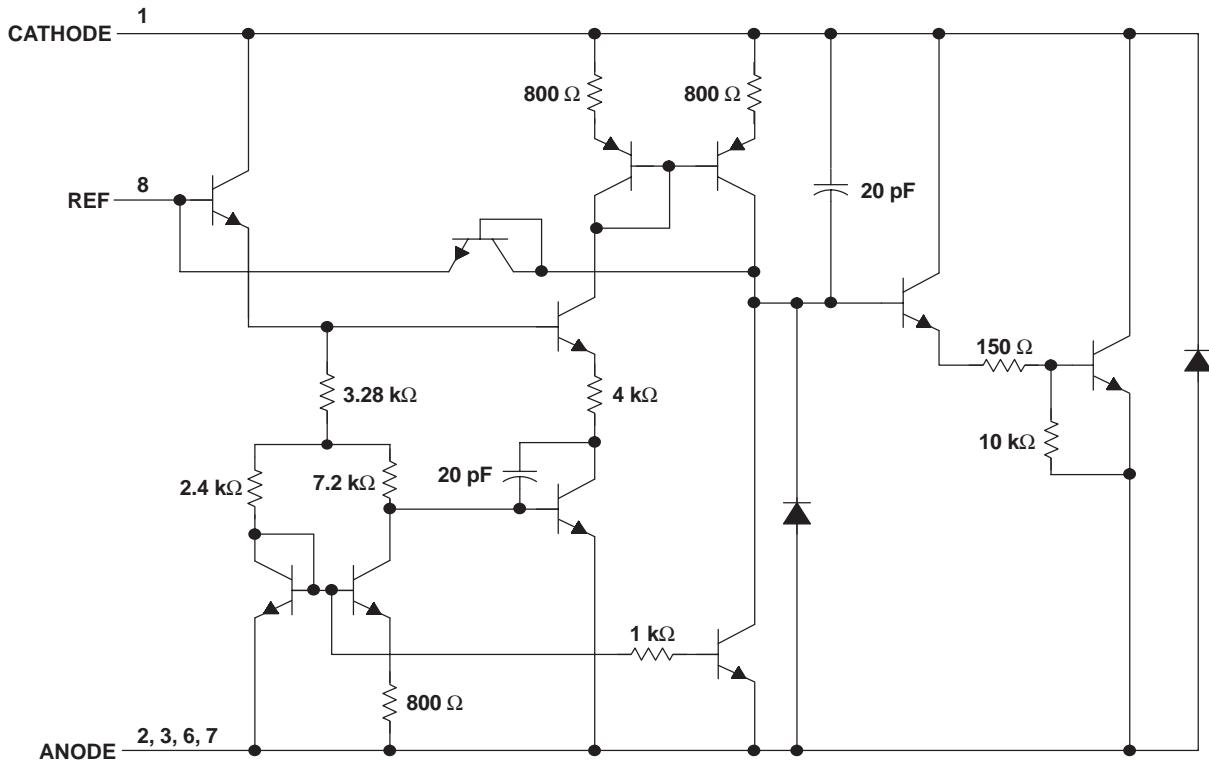 1
CATHODE
800 Ω
800 Ω
8
REF
20 pF
150 Ω
3.28 kΩ
4 kΩ
10 kΩ
2.4 kΩ
7.2 kΩ
20 pF
1 kΩ
800 Ω
2, 3, 6, 7
ANODE